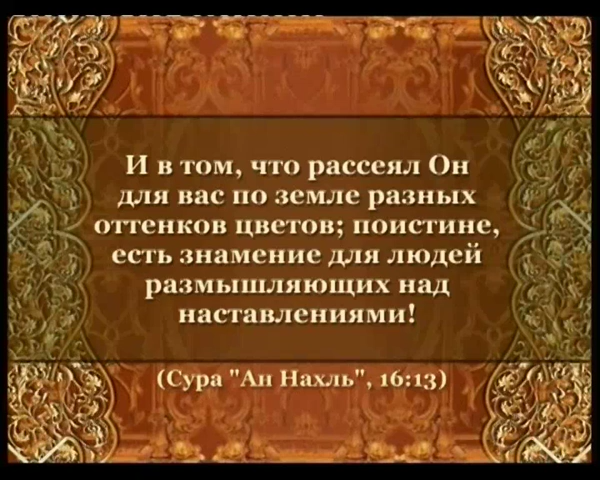 И в том, что рассеял Он
для вас по земле разных
оттенков цветов; поистине,
есть знамение для людей
размышляющих над
наставлениями!
(Сура "Ан Нахль", 16:13)